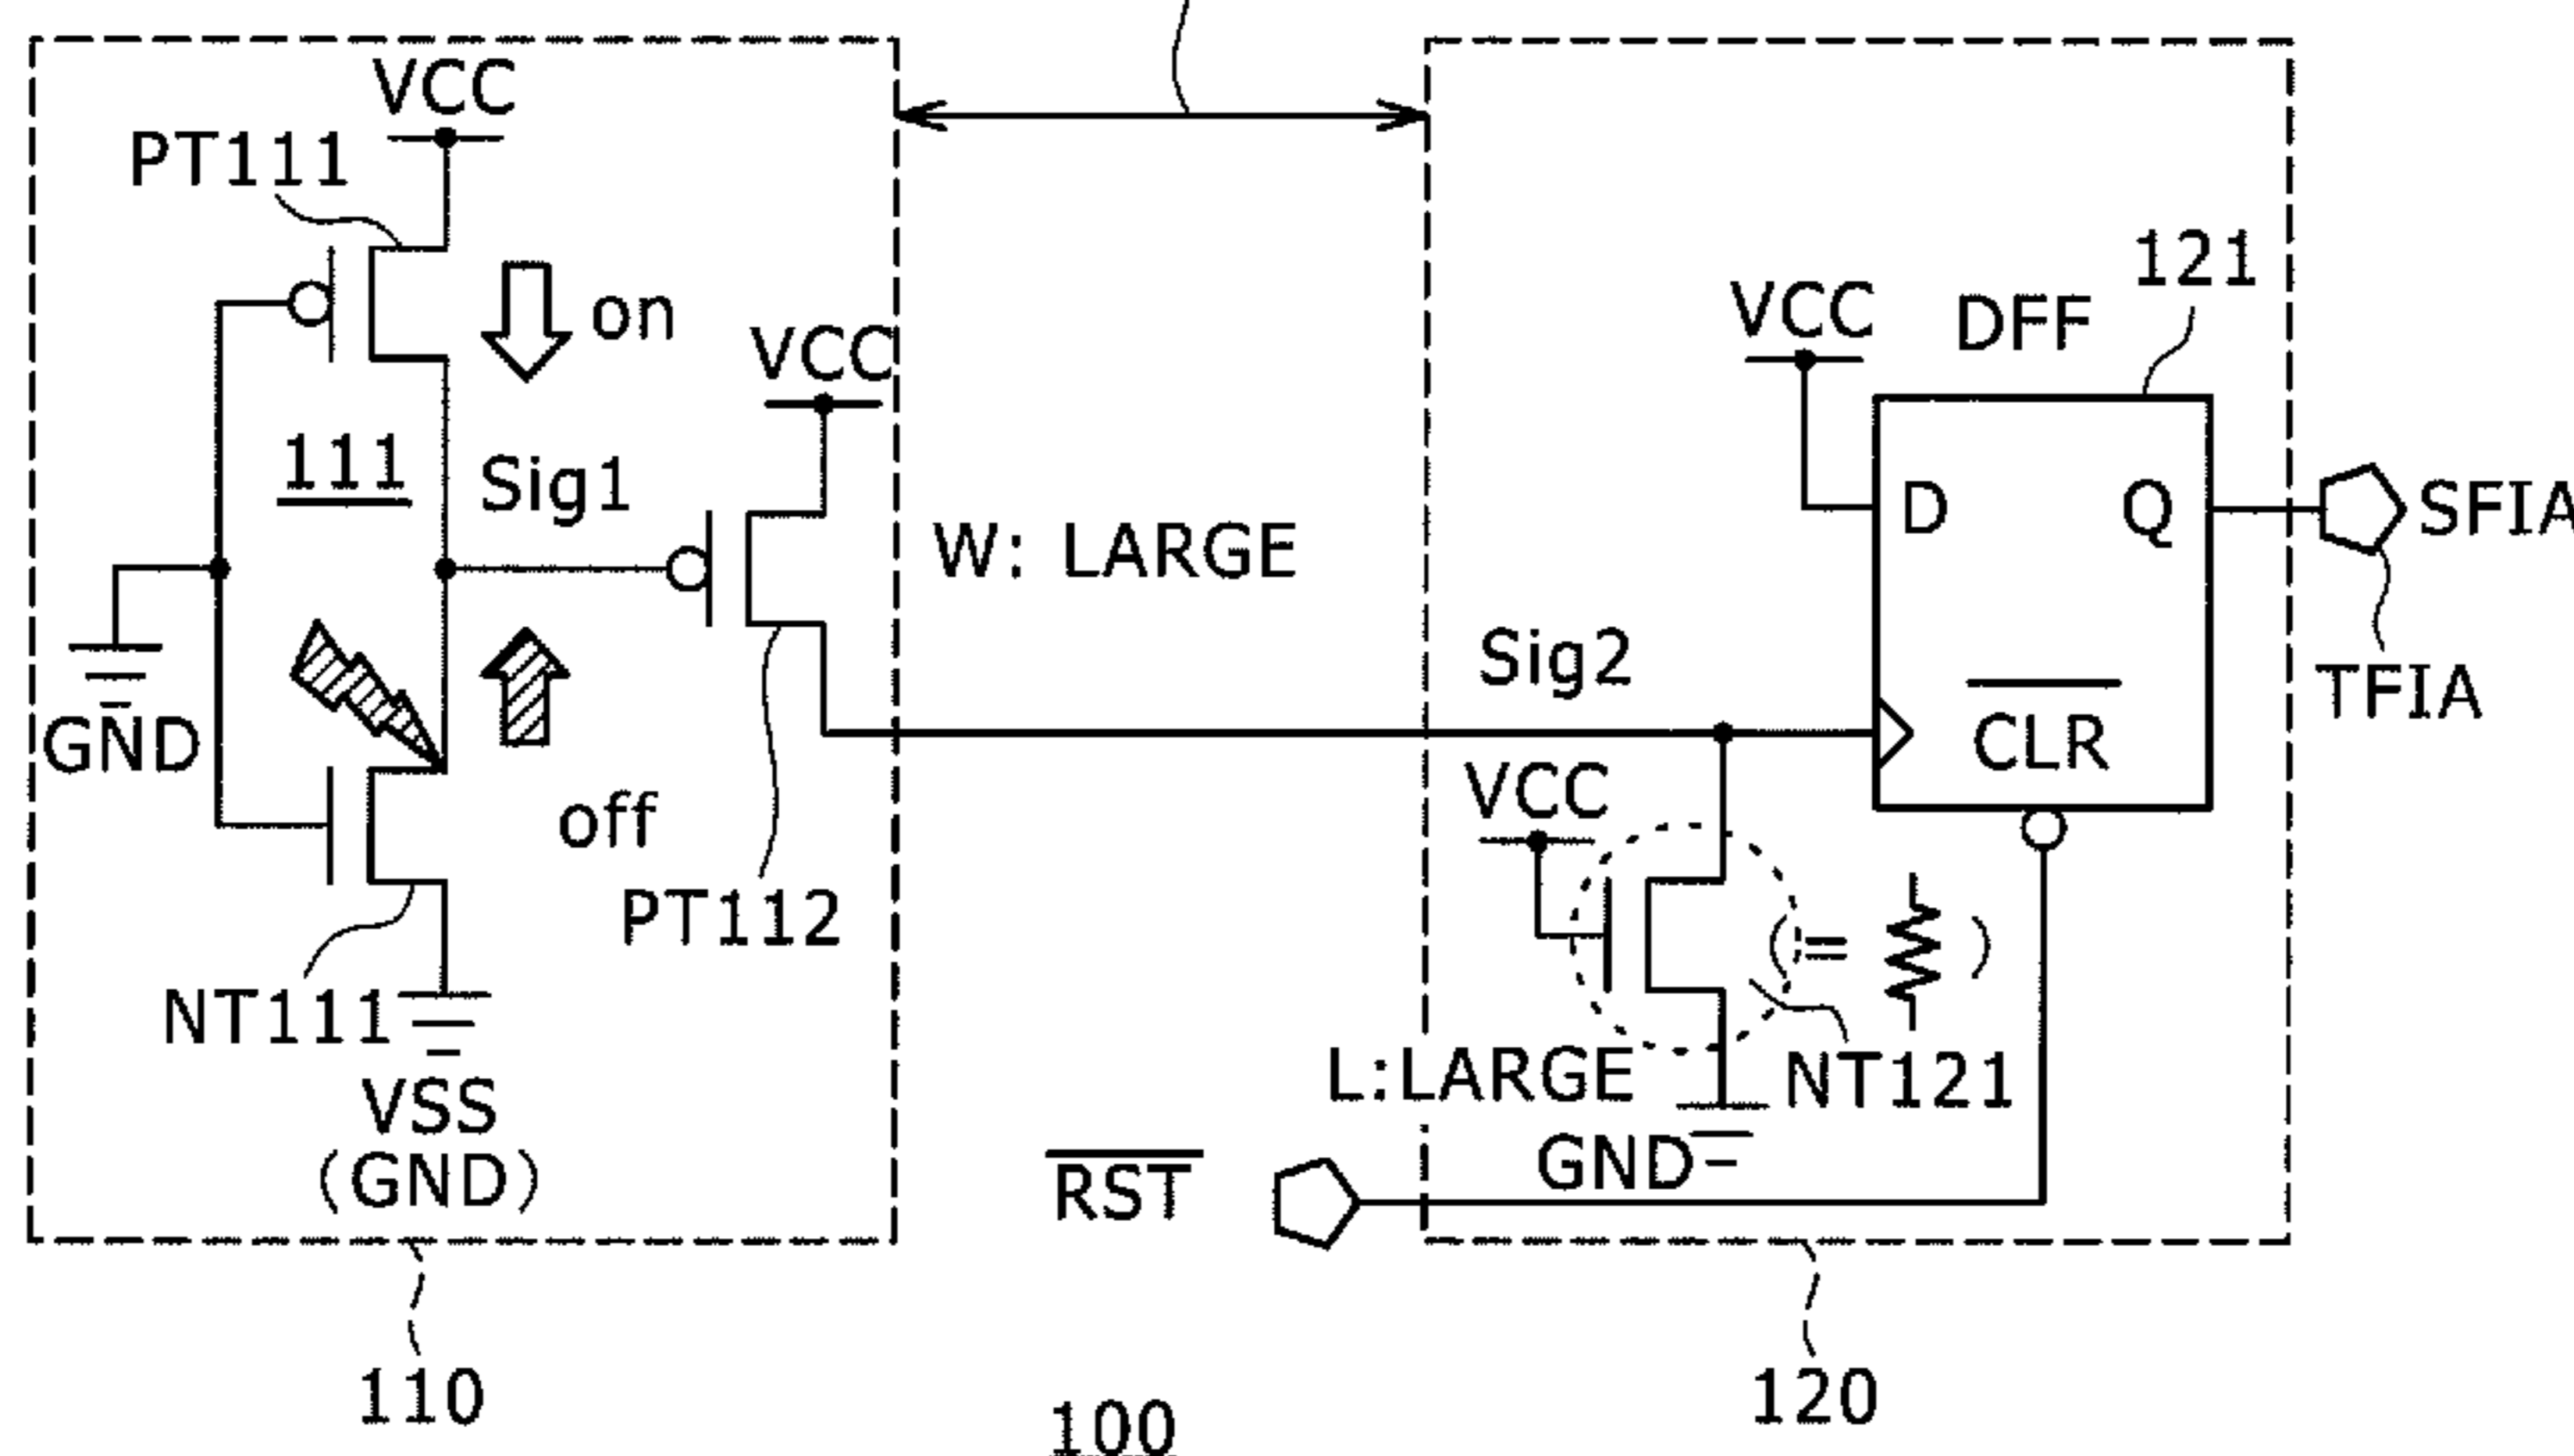 VCC
PT111
on
111
Sig1
VCC
GND
off
PT112
NT111
VSS
(GND)
110
W: LARGE
VCC
DFF
121
D
Q
SFIA
TFIA
Sig2
CLR
VCC
(= )
L:LARGE
NT121
GND
RST
120
100